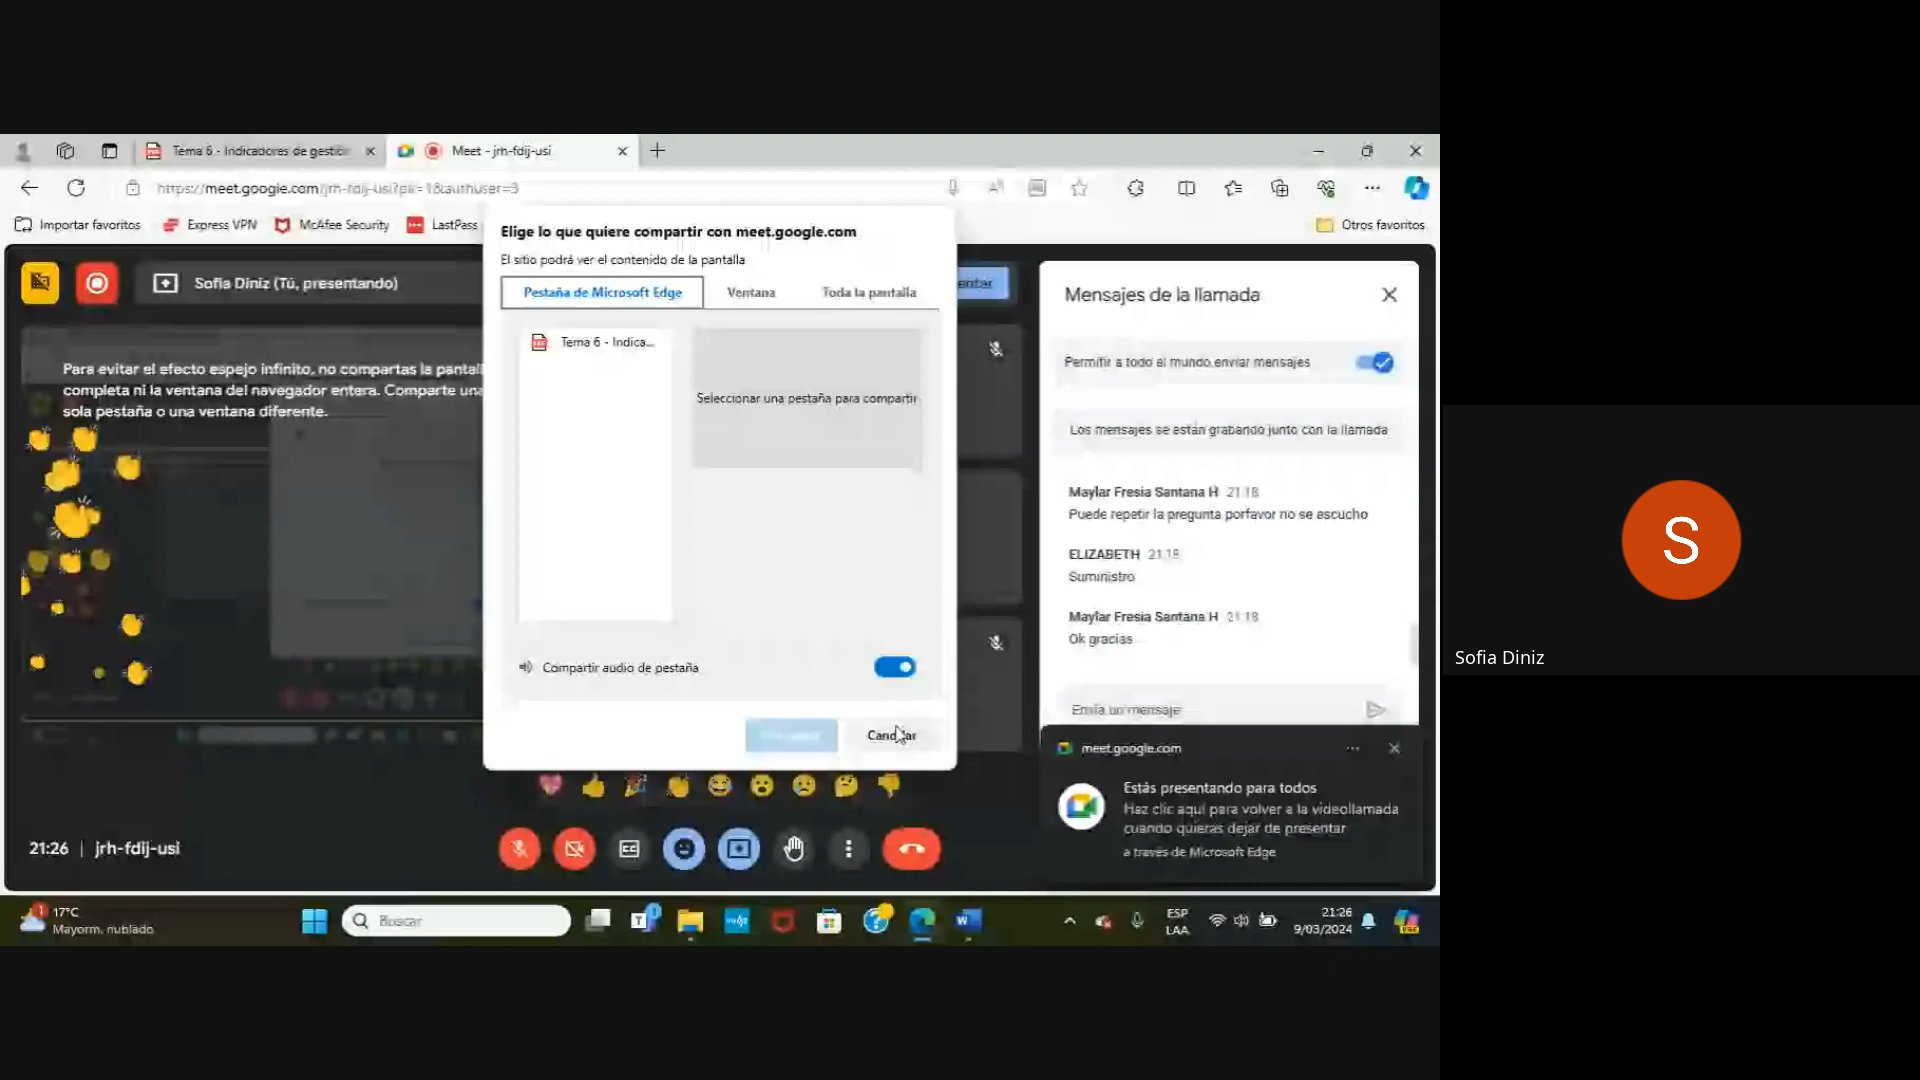 Tema 6 - Indicadores de gestión
Meet - jrh-fdij-usi
https://meet.google.com/jrh-fdij-usi?pli=1&authuser=3
Importar favoritos
Express VPN
McAfee Security
LastPass
Otros favoritos
Elige lo que quiere compartir con meet.google.com
El sitio podrá ver el contenido de la pantalla
Pestaña de Microsoft Edge
Ventana
Toda la pantalla
Tema 6 - Indica...
Seleccionar una pestaña para compartir
Compartir audio de pestaña
Cancelar
Sofia Diniz (Tú, presentando)
entar
Para evitar el efecto espejo infinito, no compartas la pantall
completa ni la ventana del navegador entera. Comparte una
sola pestaña o una ventana diferente.
Mensajes de la llamada
Permitir a todo el mundo enviar mensajes
Los mensajes se están grabando junto con la llamada
Maylar Fresia Santana H 21:18
Puede repetir la pregunta porfavor no se escucho
ELIZABETH 21:18
Suministro
Maylar Fresia Santana H 21:18
Ok gracias
Envía un mensaje
meet.google.com
Estás presentando para todos
Haz clic aquí para volver a la videollamada
cuando quieras dejar de presentar
a través de Microsoft Edge
21:26 | jrh-fdij-usi
17°C
Mayorm. nublado
Buscar
ESP
LAA
21:26
9/03/2024
S
Sofia Diniz